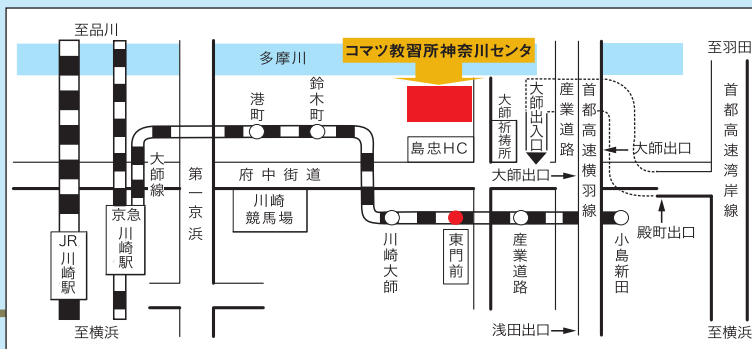 至品川
多摩川
コマツ教習所神奈川センタ
至羽田
鈴木町
港町
島忠HC
大師祈祷所
大師出入口
産業道路
首都高速横羽線
首都高速湾岸線
大師出口
大師線
第一京浜
府中街道
大師出口
川崎
競馬場
京急
川崎駅
JR
川崎駅
殿町出口
川崎大師
東門前
産業道路
小島新田
至横浜
浅田出口
至横浜